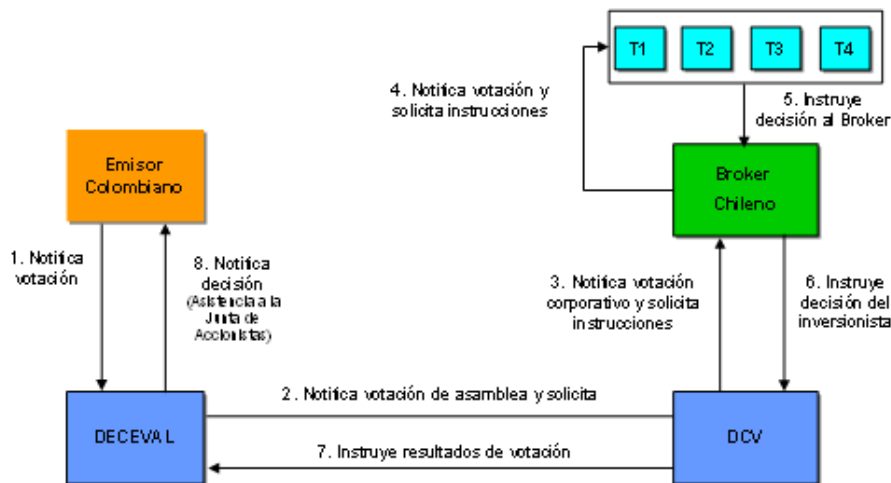 T1
T2
T3
T4
4. Notifica votación y
solicita instrucciones
5. Instruye
decisión al Broker
Emisor
Colombiano
Broker
Chileno
1. Notifica
votación
8. Notifica
decisión
(Asistencia a la
Junta de
Accionistas)
3. Notifica votación
corporativo y solicita
instrucciones
6. Instruye
decisión del
inversionista
2. Notifica votación de asamblea y solicita
DECEVAL
DCV
7. Instruye resultados de votación